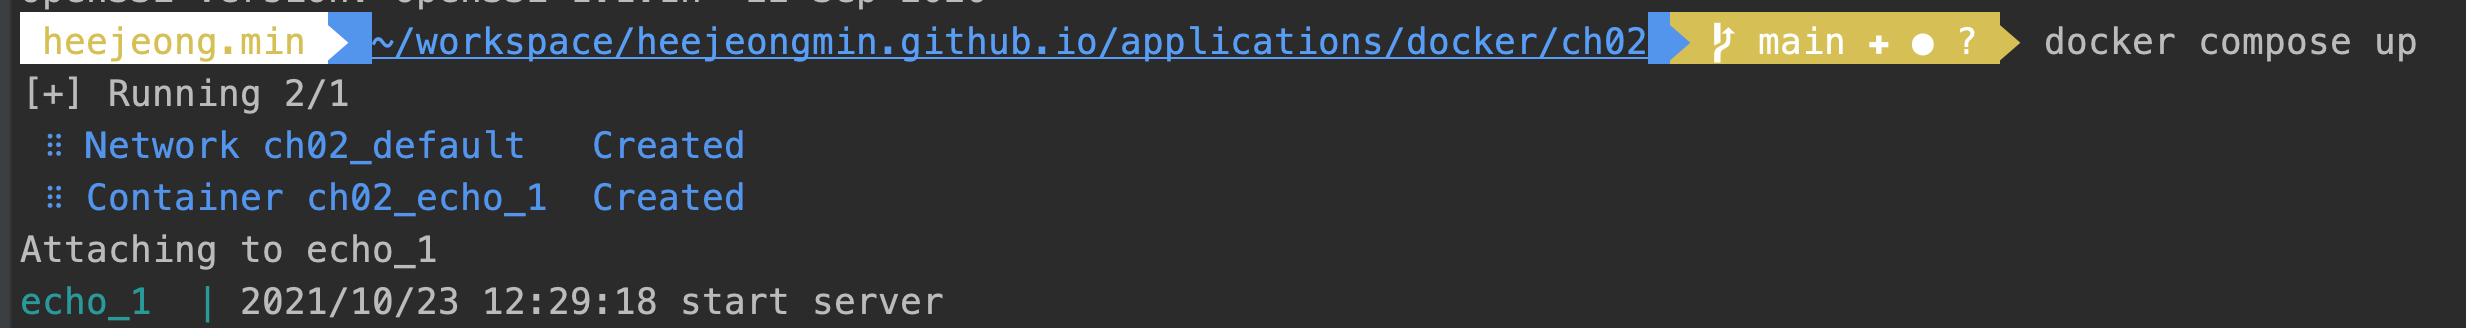 heejeong.min ~/workspace/heejeongmin.github.io/applications/docker/ch02 main ✚ ● ? docker compose up
[+] Running 2/1
⠿ Network ch02_default Created
⠿ Container ch02_echo_1 Created
Attaching to echo_1
echo_1 | 2021/10/23 12:29:18 start server